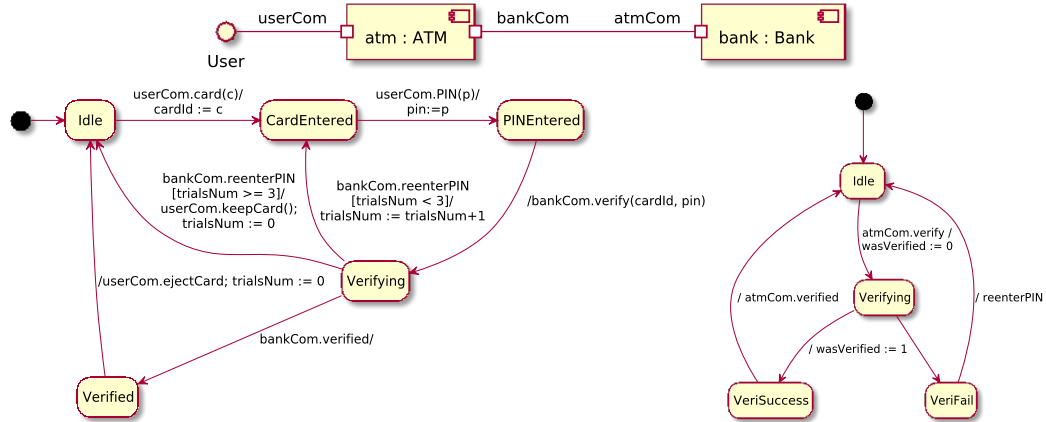 userCom
bankCom
atmCom
atm : ATM
bank : Bank
User
userCom.card(c)/
cardId := c
userCom.PIN(p)/
pin:=p
Idle
CardEntered
PINEntered
bankCom.reenterPIN
[trialsNum >= 3]/
userCom.keepCard();
trialsNum := 0
bankCom.reenterPIN
[trialsNum < 3]/
trialsNum := trialsNum+1
/bankCom.verify(cardId, pin)
/userCom.ejectCard; trialsNum := 0
Verifying
bankCom.verified/
Verified
Idle
atmCom.verify /
wasVerified := 0
Verifying
/ atmCom.verified
/ reenterPIN
/ wasVerified := 1
VeriSuccess
VeriFail